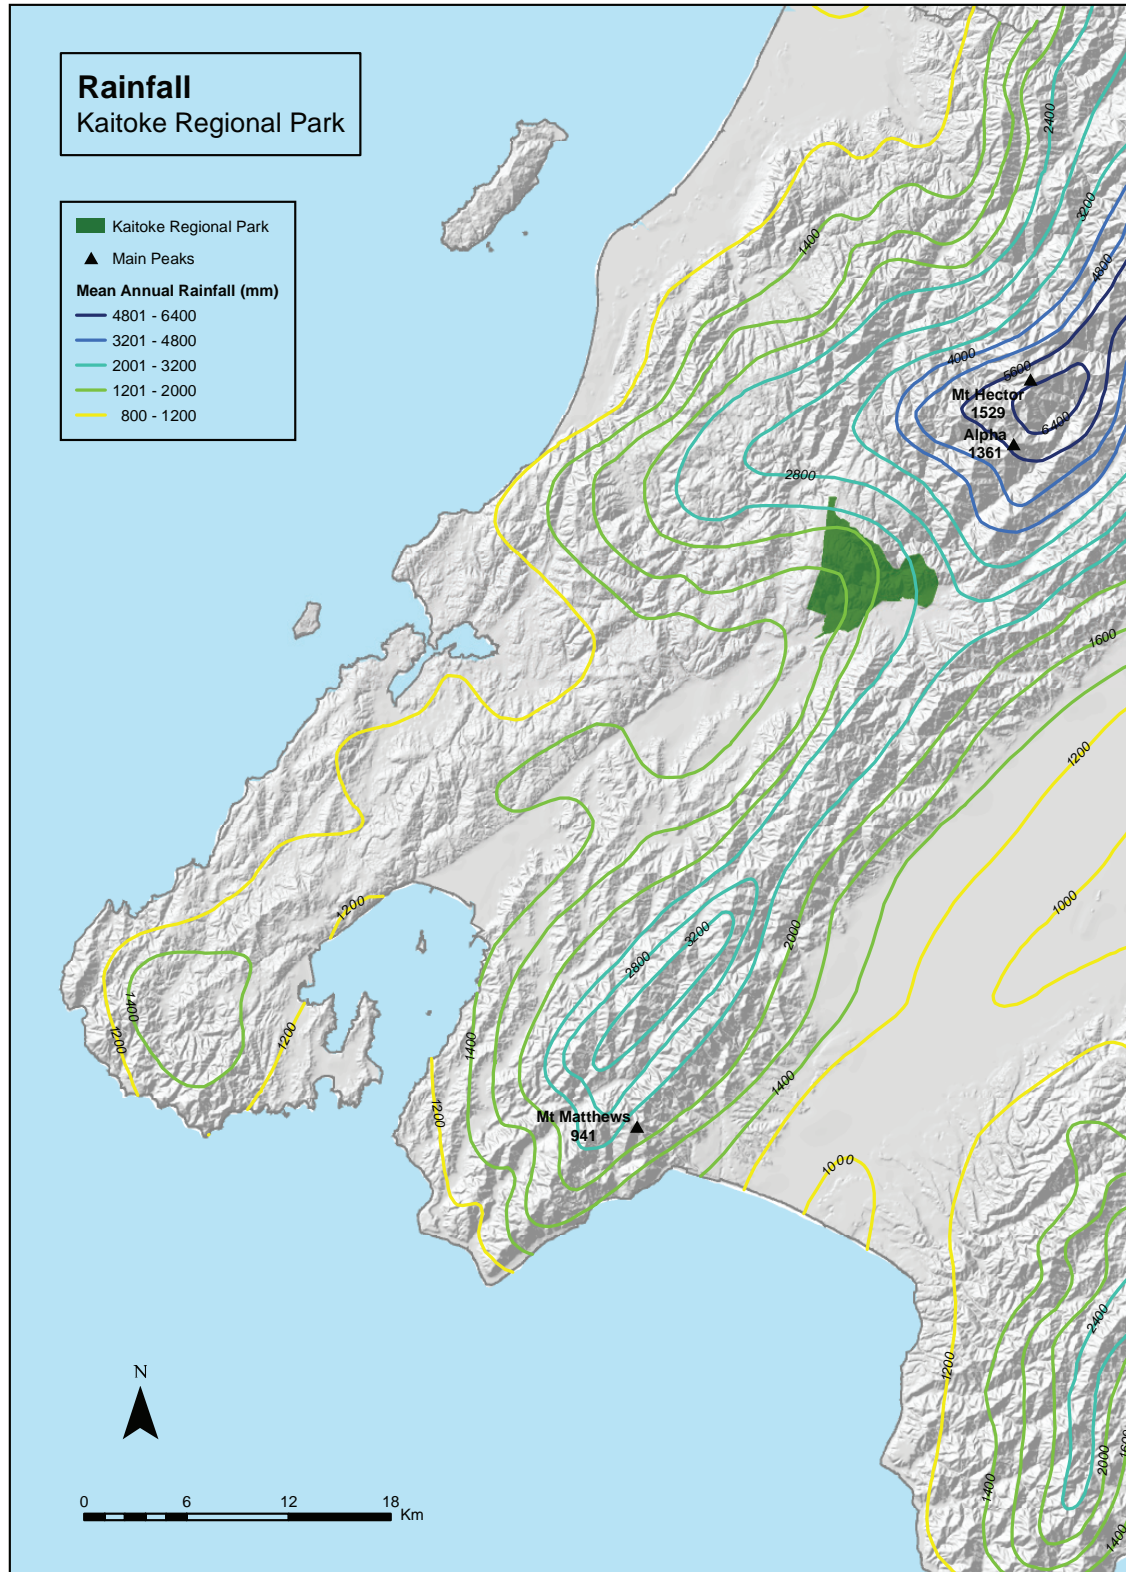 Rainfall
Kaitoke Regional Park
Kaitoke Regional Park
Main Peaks
Mean Annual Rainfall (mm)
4801 - 6400
3201 - 4800
2001 - 3200
1201 - 2000
800 - 1200
2400
3200
1400
4800
4000
5600
Mt Hector
1529
6400
Alpha
1361
2800
1600
1200
1000
1200
2000
3200
2800
1400
1200
1200
1400
1400
1200
Mt Matthews
941
1000
2400
1200
2000
1600
1400
1400
N
0 6 12 18
Km